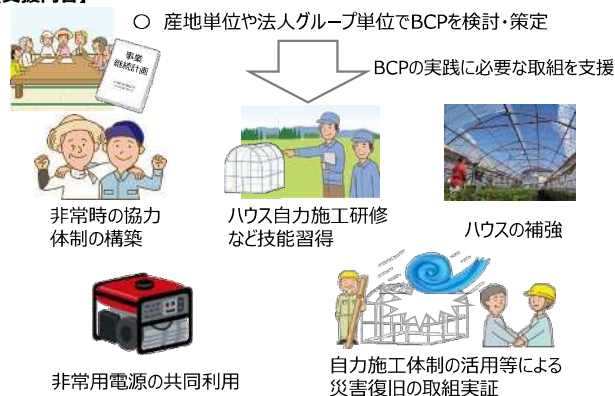 ○ 産地単位や法人グループ単位でBCPを検討・策定
事業
継続計画
BCPの実践に必要な取組を支援
非常時の協力
体制の構築
ハウス自力施工研修
など技能習得
ハウスの補強
非常用電源の共同利用
自力施工体制の活用等による
災害復旧の取組実証